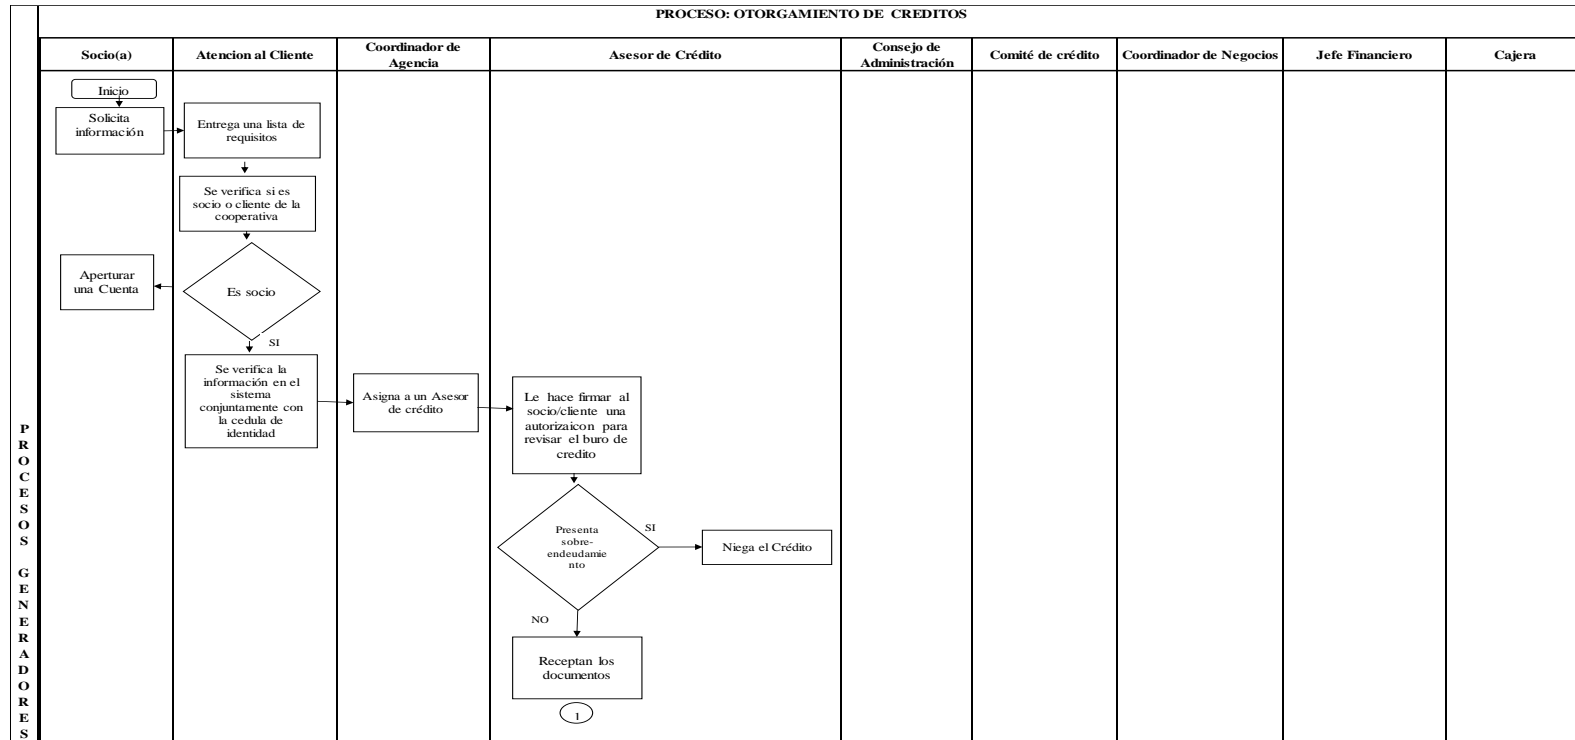 PROCESO: OTORGAMIENTO DE CREDITOS
Socio(a)
Atencion al Cliente
Coordinador de
Agencia
Asesor de Crédito
Consejo de
Administración
Comité de crédito
Coordinador de Negocios
Jefe Financiero
Cajera
Inicio
Solicita
información
Entrega una lista de
requisitos
Se verifica si es
socio o cliente de la
cooperativa
Aperturar
una Cuenta
Es socio
SI
Se verifica la
información en el
sistema
conjuntamente con
la cedula de
identidad
Asigna a un Asesor
de crédito
Le hace firmar al
socio/cliente una
autorizaicon para
revisar el buro de
credito
Presenta
sobre-
endeudamie
nto
SI
Niega el Crédito
NO
Receptan los
documentos
1
P
R
O
C
E
S
O
S
G
E
N
E
R
A
D
O
R
E
S